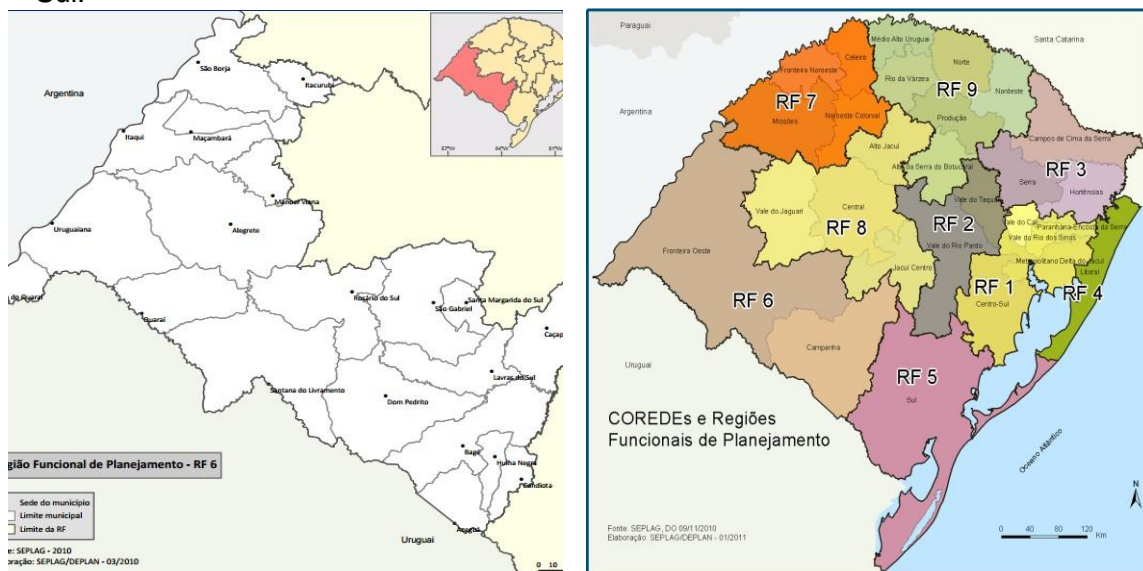 Sul.
Argentina
São Borja
Itacurubi
Itaqui
Maçambará
Manoel Viana
Uruguaiana
Alegrete
Rosário do Sul
Santa Margarida do Sul
São Gabriel
Quaraí
Caçap
Lavras do Sul
Santana do Livramento
Dom Pedrito
Bagé
Hulha Negra
Candiota
Aceguá
Uruguai
57°W
54°W
51°W
gião Funcional de Planejamento - RF 6
Sede do município
Limite municipal
Limite da RF
e: SEPLAG - 2010
boração: SEPLAG/DEPLAN - 03/2010
0 10
Paraguai
Santa Catarina
Argentina
Médio Alto Uruguai
Norte
Celeiro
Fronteira Noroeste
Rio da Várzea
RF 9
Nordeste
RF 7
Missões
Noroeste Colonial
Produção
Alto Jacuí
Campos de Cima da Serra
Alto da Serra do Botucaraí
RF 3
Serra
Hortênsias
Vale do Jaguari
Central
RF 8
RF 2
Vale do Taquari
Vale do Rio Pardo
Vale do Caí
Paranhana-Encosta da Serra
Vale do Rio dos Sinos
Metropolitano Delta do Jacuí
Litoral
Fronteira Oeste
Jacuí Centro
RF 6
RF 1
Centro-Sul
RF 4
Campanha
Uruguai
RF 5
Sul
COREDEs e Regiões
Funcionais de Planejamento
Oceano Atlântico
N
Fonte: SEPLAG, DO 09/11/2010
Elaboração: SEPLAG/DEPLAN - 01/2011
0 20 40 80 120
Km